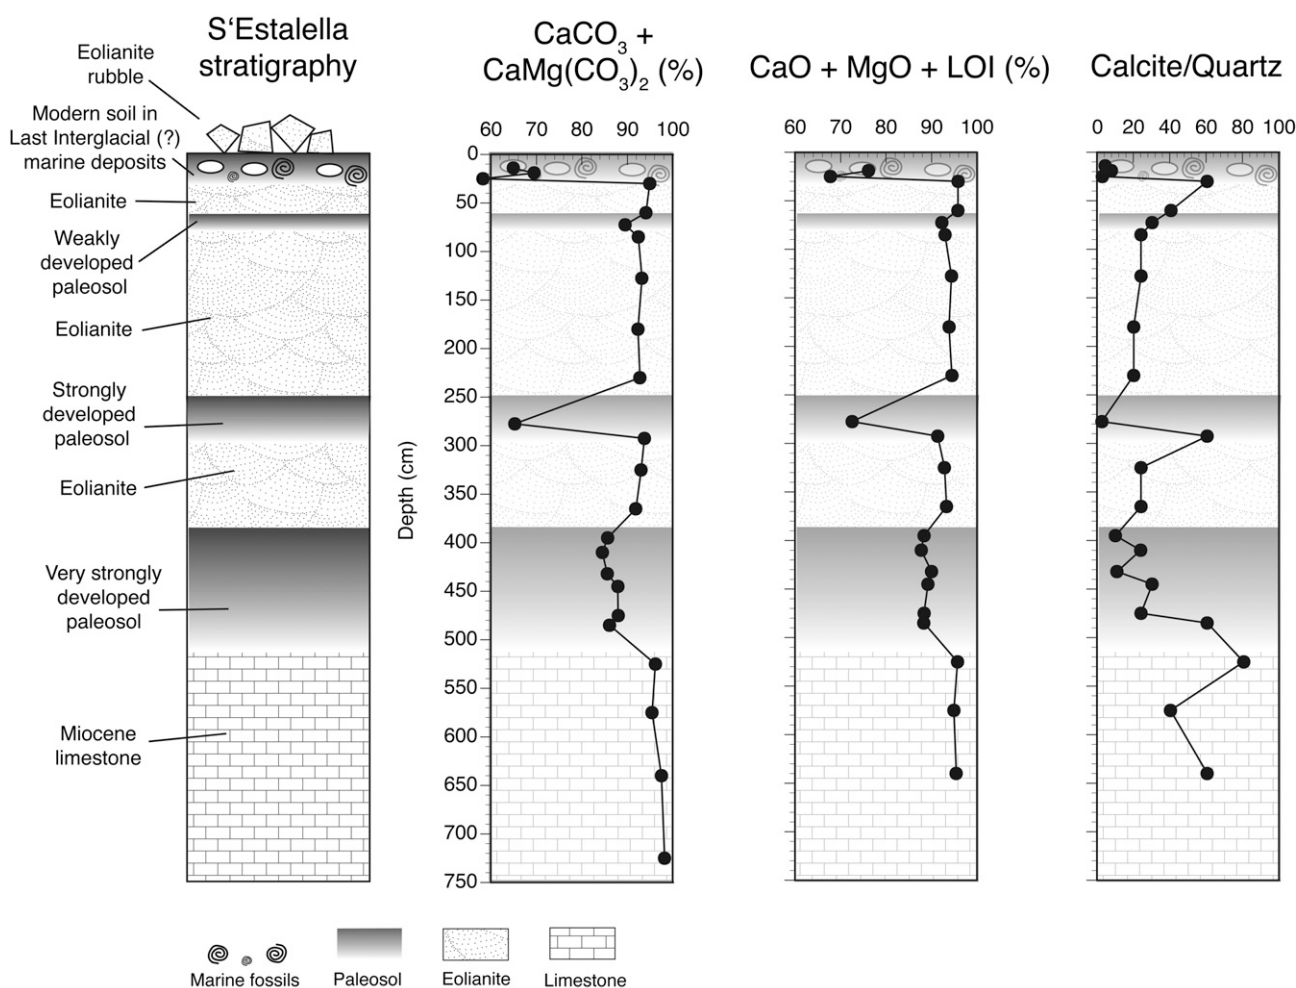 S‘Estalella
stratigraphy
CaCO3 +
CaMg(CO3)2 (%)
CaO + MgO + LOI (%)
Calcite/Quartz
Eolianite
rubble
Modern soil in
Last Interglacial (?)
marine deposits
Eolianite
Weakly
developed
paleosol
Eolianite
Strongly
developed
paleosol
Eolianite
Very strongly
developed
paleosol
Miocene
limestone
60 70 80 90 100
Depth (cm)
0
50
100
150
200
250
300
350
400
450
500
550
600
650
700
750
60 70 80 90 100
0 20 40 60 80 100
Marine fossils
Paleosol
Eolianite
Limestone